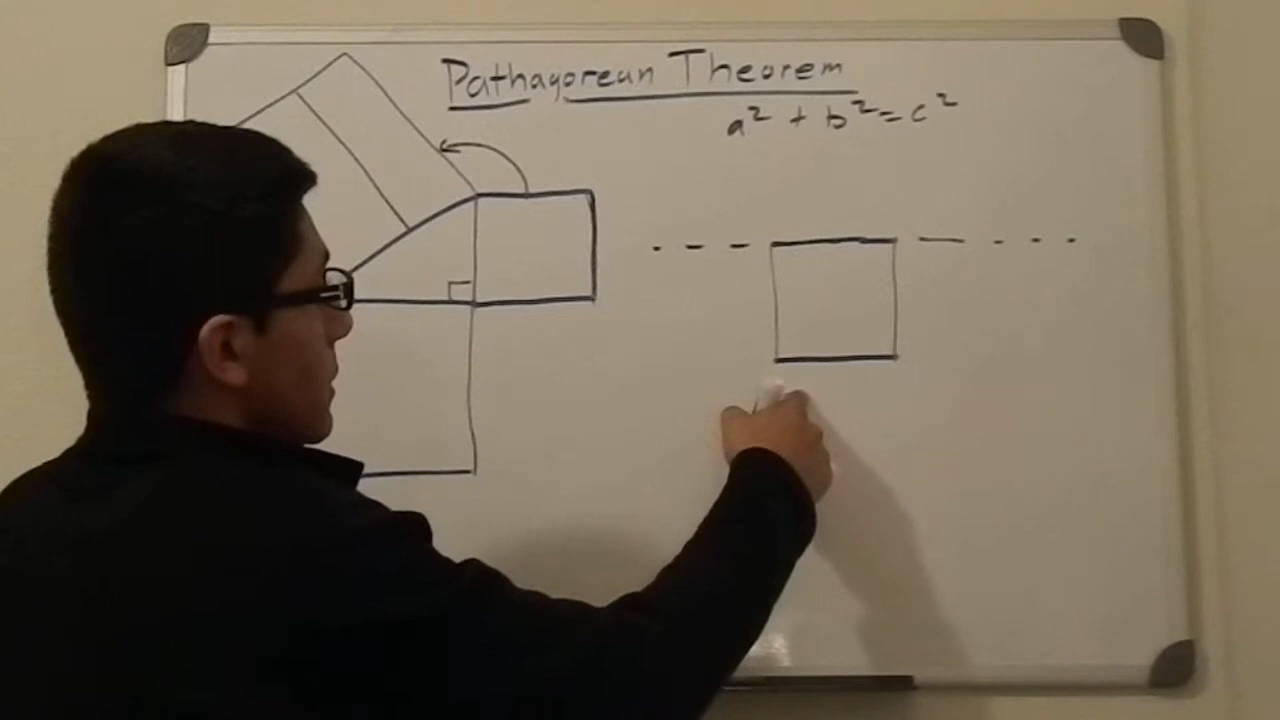 Pathagorean Theorem
a² + b² = c²